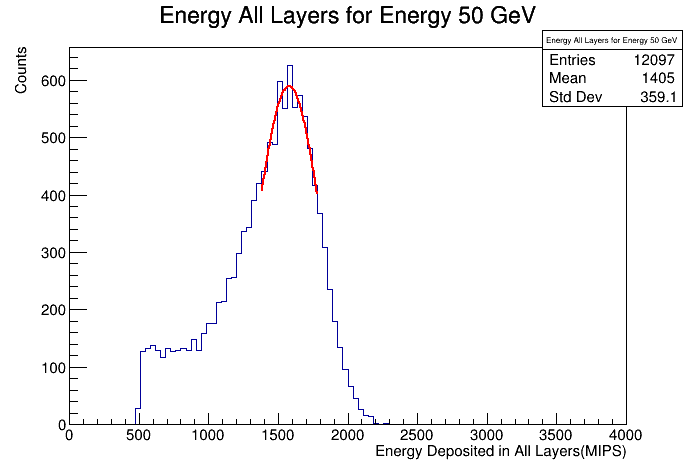 Energy All Layers for Energy 50 GeV
Energy All Layers for Energy 50 GeV
Entries 12097
Mean 1405
Std Dev 359.1
Counts
600
500
400
300
200
100
0
0 500 1000 1500 2000 2500 3000 3500 4000
Energy Deposited in All Layers(MIPS)